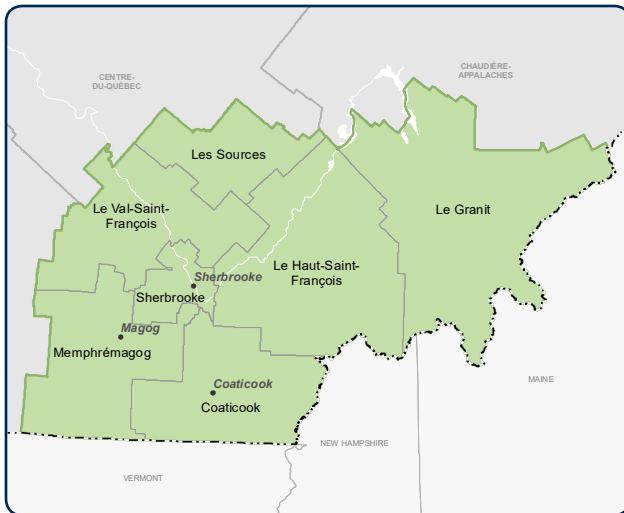 CENTRE-
DU-QUÉBEC
CHAUDIÈRE-
APPALACHES
Les Sources
Le Val-Saint-
François
Le Granit
Le Haut-Saint-
François
Sherbrooke
Sherbrooke
Magog
Memphrémagog
Coaticook
Coaticook
MAINE
NEW HAMPSHIRE
VERMONT